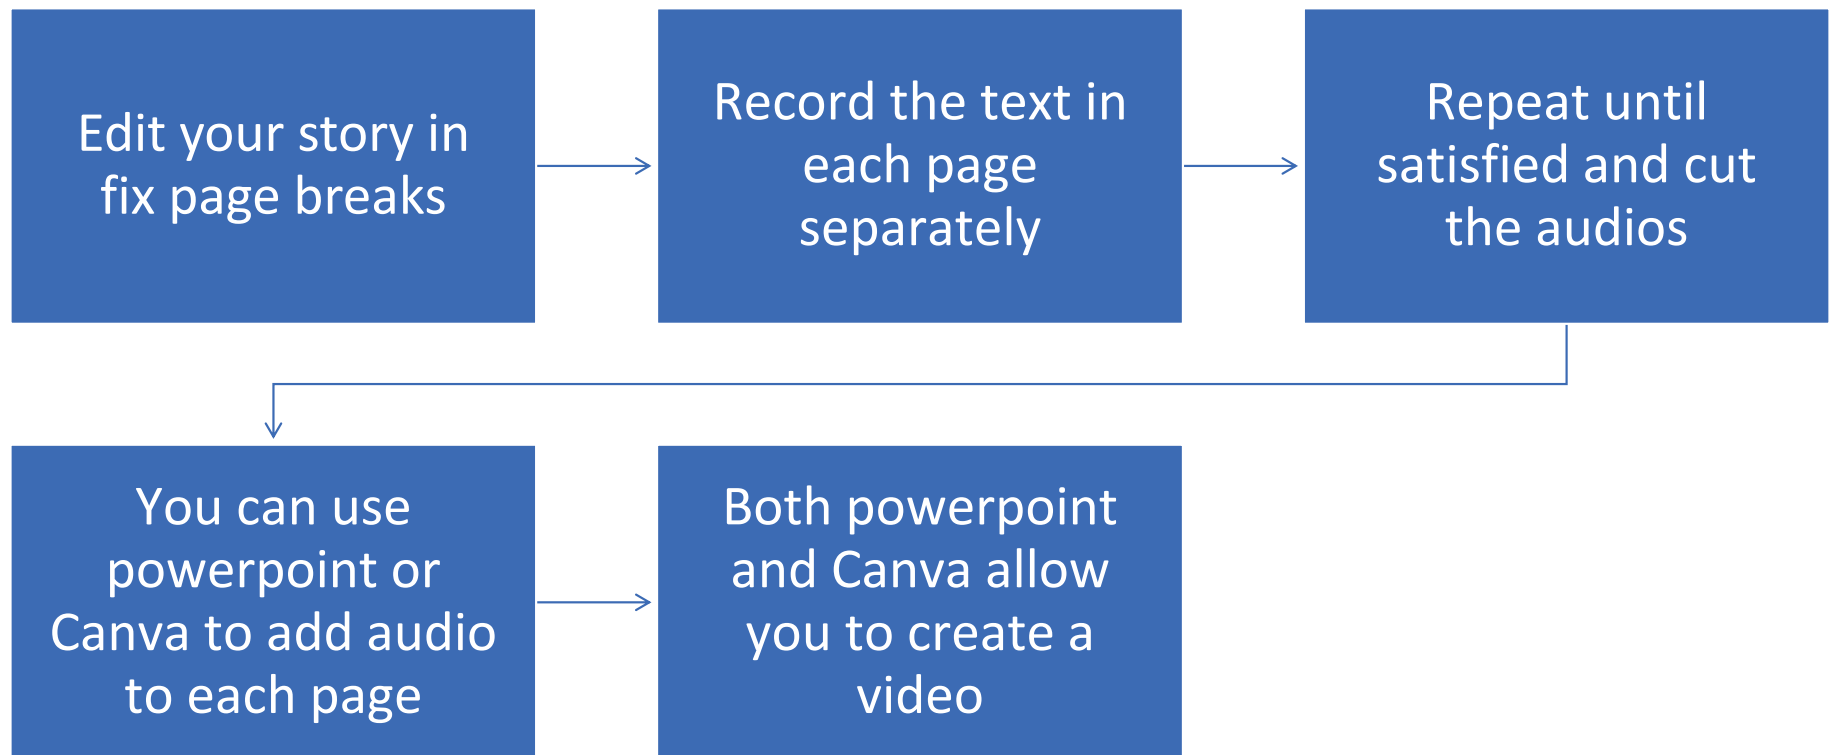 Edit your story in
fix page breaks
Record the text in
each page
separately
Repeat until
satisfied and cut
the audios
You can use
powerpoint or
Canva to add audio
to each page
Both powerpoint
and Canva allow
you to create a
video